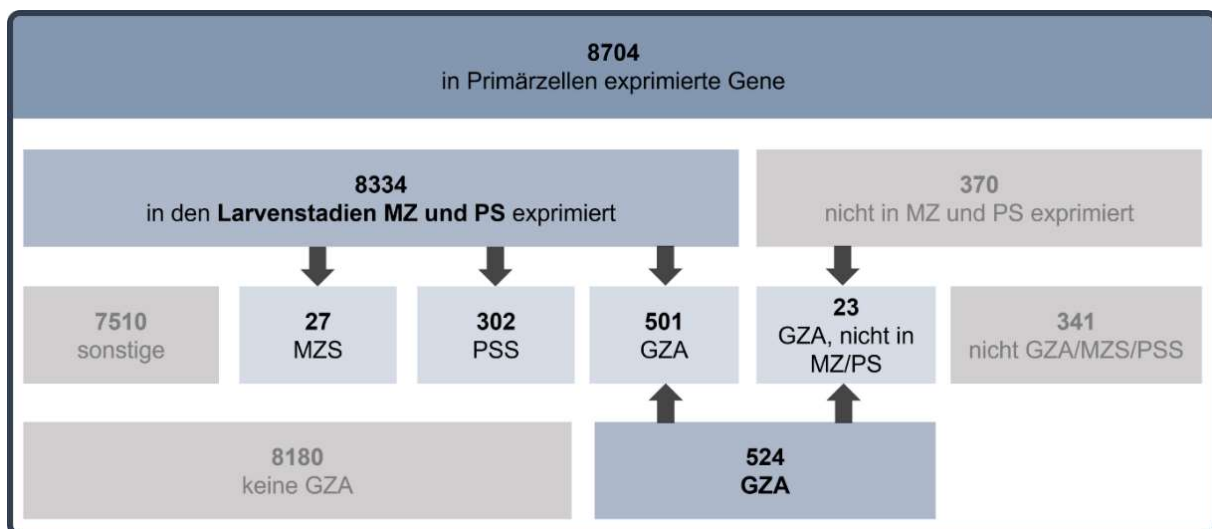 8704
in Primärzellen exprimierte Gene
8334
in den Larvenstadien MZ und PS exprimiert
370
nicht in MZ und PS exprimiert
7510
sonstige
27
MZS
302
PSS
501
GZA
23
GZA, nicht in
MZ/PS
341
nicht GZA/MZS/PSS
8180
keine GZA
524
GZA